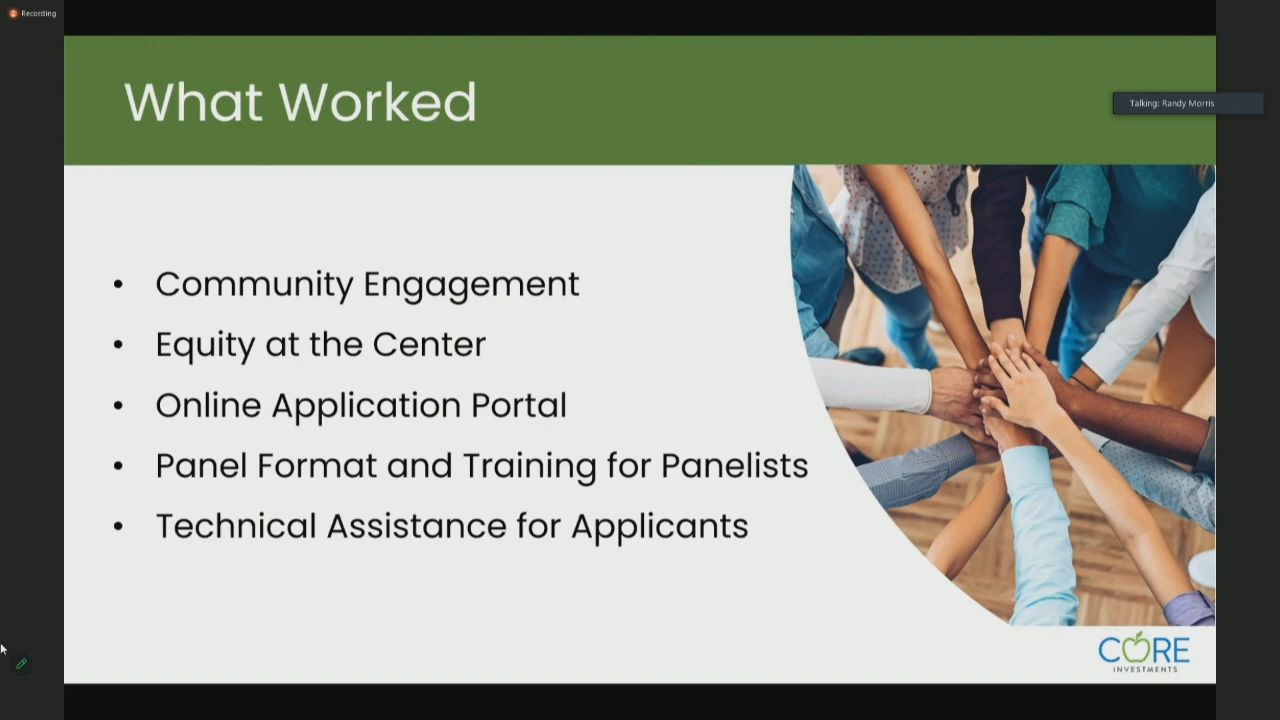 Recording
What Worked
Talking: Randy Morris
• Community Engagement
• Equity at the Center
• Online Application Portal
• Panel Format and Training for Panelists
• Technical Assistance for Applicants
CORE
INVESTMENTS